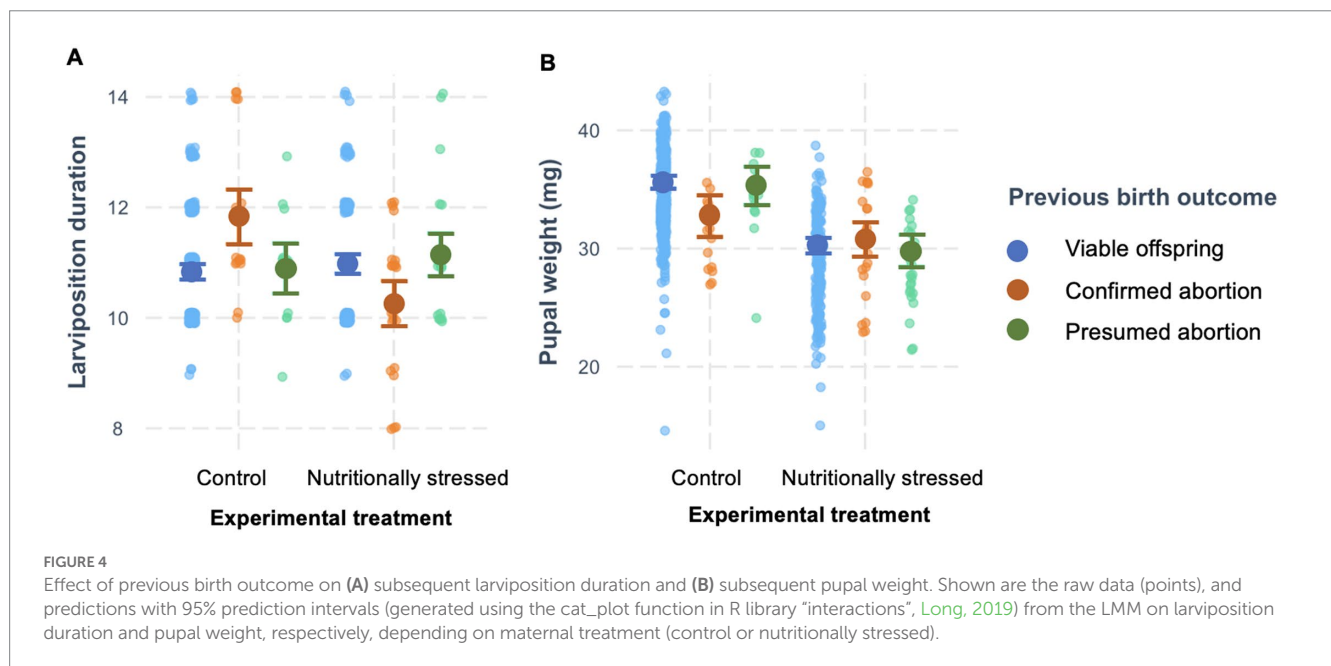 A
B
Larviposition duration
14
12
10
8
Control
Nutritionally stressed
Experimental treatment
Pupal weight (mg)
40
30
20
Control
Nutritionally stressed
Experimental treatment
Previous birth outcome
Viable offspring
Confirmed abortion
Presumed abortion
FIGURE 4
Effect of previous birth outcome on (A) subsequent larviposition duration and (B) subsequent pupal weight. Shown are the raw data (points), and
predictions with 95% prediction intervals (generated using the cat_plot function in R library “interactions”, Long, 2019) from the LMM on larviposition
duration and pupal weight, respectively, depending on maternal treatment (control or nutritionally stressed).